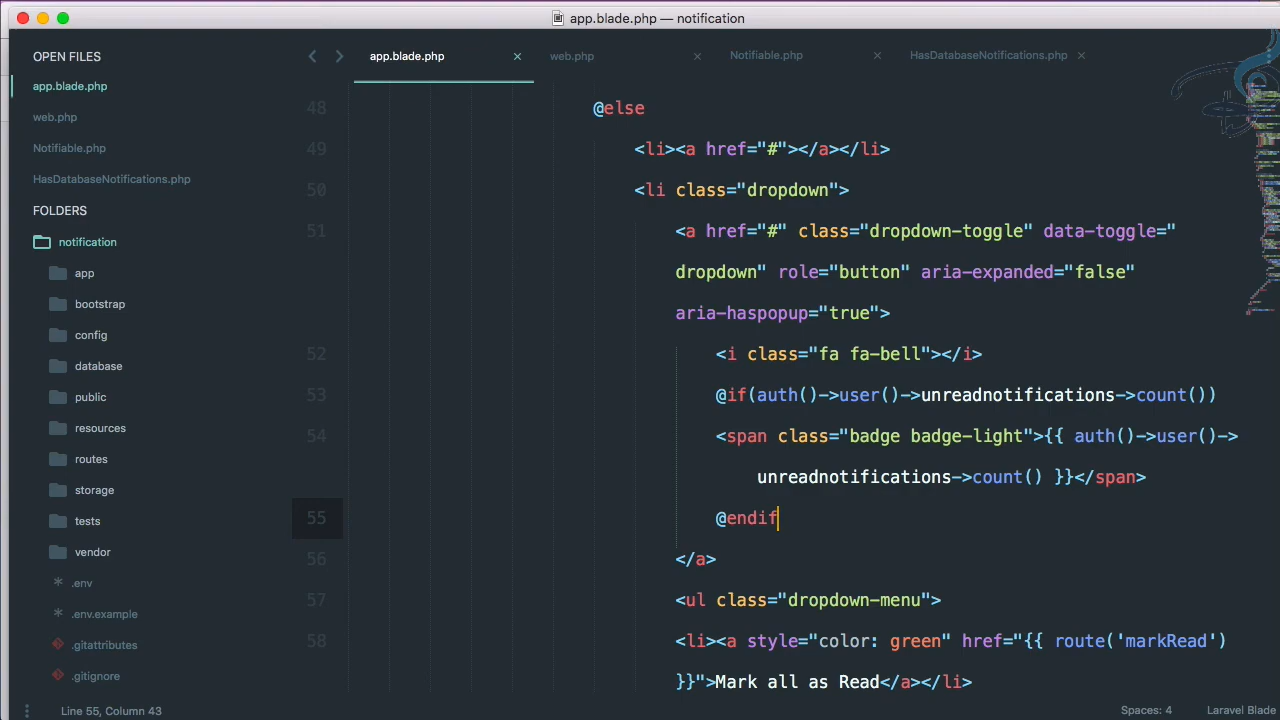 app.blade.php — notification
OPEN FILES
app.blade.php
web.php
Notifiable.php
HasDatabaseNotifications.php
FOLDERS
notification
app
bootstrap
config
database
public
resources
routes
storage
tests
vendor
.env
.env.example
.gitattributes
.gitignore
app.blade.php
web.php
Notifiable.php
HasDatabaseNotifications.php
48 @else
49 <li><a href="#"></a></li>
50 <li class="dropdown">
51 <a href="#" class="dropdown-toggle" data-toggle="
dropdown" role="button" aria-expanded="false"
aria-haspopup="true">
52 <i class="fa fa-bell"></i>
53 @if(auth()->user()->unreadnotifications->count())
54 <span class="badge badge-light">{{ auth()->user()->
unreadnotifications->count() }}</span>
55 @endif
56 </a>
57 <ul class="dropdown-menu">
58 <li><a style="color: green" href="{{ route('markRead')
}}">Mark all as Read</a></li>
Line 55, Column 43
Spaces: 4
Laravel Blade